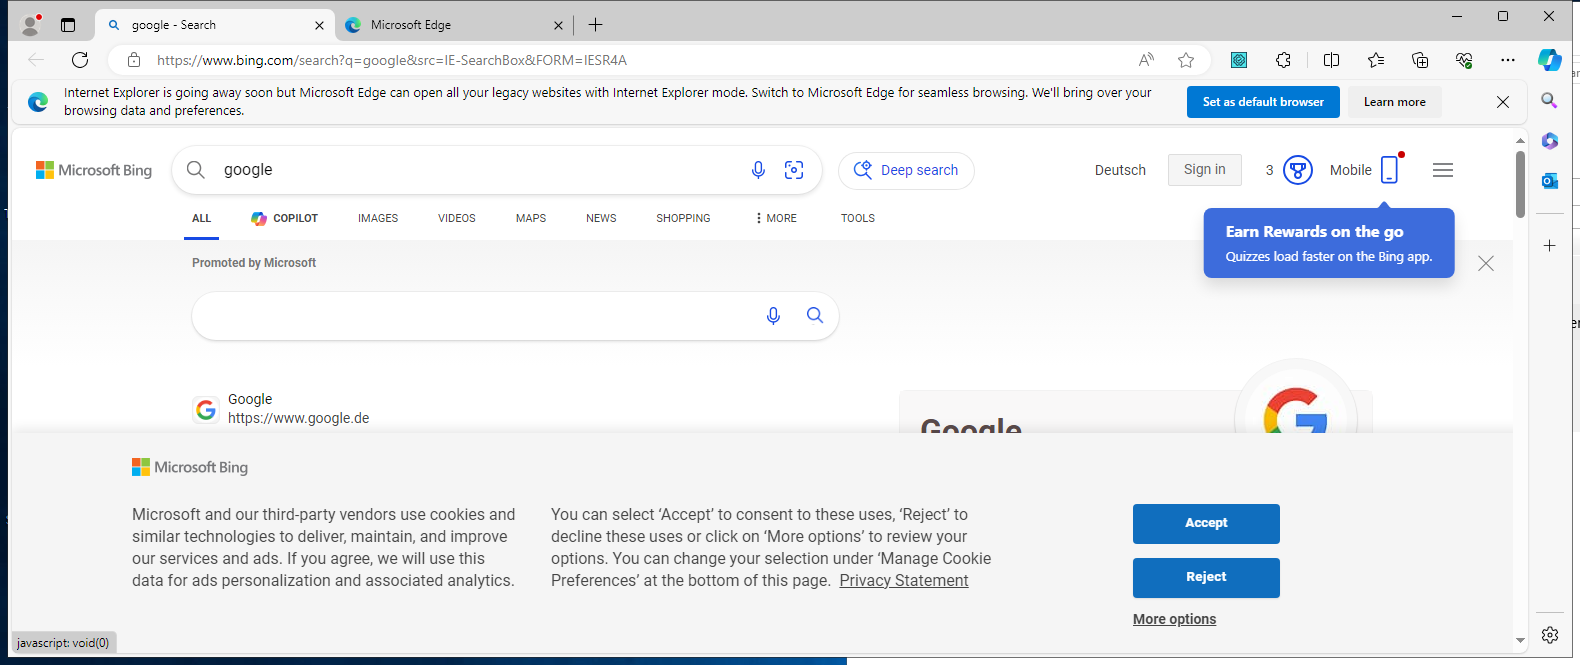 google - Search
Microsoft Edge
https://www.bing.com/search?q=google&src=IE-SearchBox&FORM=IESR4A
Internet Explorer is going away soon but Microsoft Edge can open all your legacy websites with Internet Explorer mode. Switch to Microsoft Edge for seamless browsing. We'll bring over your
browsing data and preferences.
Set as default browser
Learn more
Microsoft Bing
google
Deep search
Deutsch
Sign in
3
Mobile
ALL
COPILOT
IMAGES
VIDEOS
MAPS
NEWS
SHOPPING
MORE
TOOLS
Earn Rewards on the go
Quizzes load faster on the Bing app.
Promoted by Microsoft
Google
https://www.google.de
Google
Microsoft Bing
Microsoft and our third-party vendors use cookies and
similar technologies to deliver, maintain, and improve
our services and ads. If you agree, we will use this
data for ads personalization and associated analytics.
You can select ‘Accept’ to consent to these uses, ‘Reject’ to
decline these uses or click on ‘More options’ to review your
options. You can change your selection under ‘Manage Cookie
Preferences’ at the bottom of this page. Privacy Statement
Accept
Reject
More options
javascript: void(0)